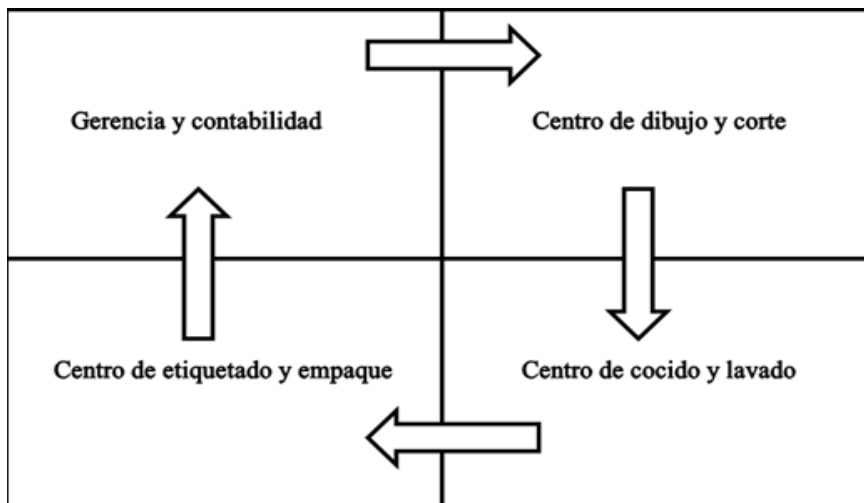 Gerencia y contabilidad
Centro de dibujo y corte
Centro de etiquetado y empaque
Centro de cocido y lavado